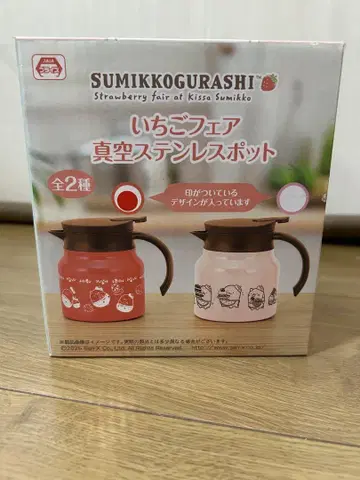 SUMIKKOGURASHI™
Strawberry fair at Kissa Sumikko
いちごフェア
真空ステンレスポット
全2種
印がついている
デザインが入っています